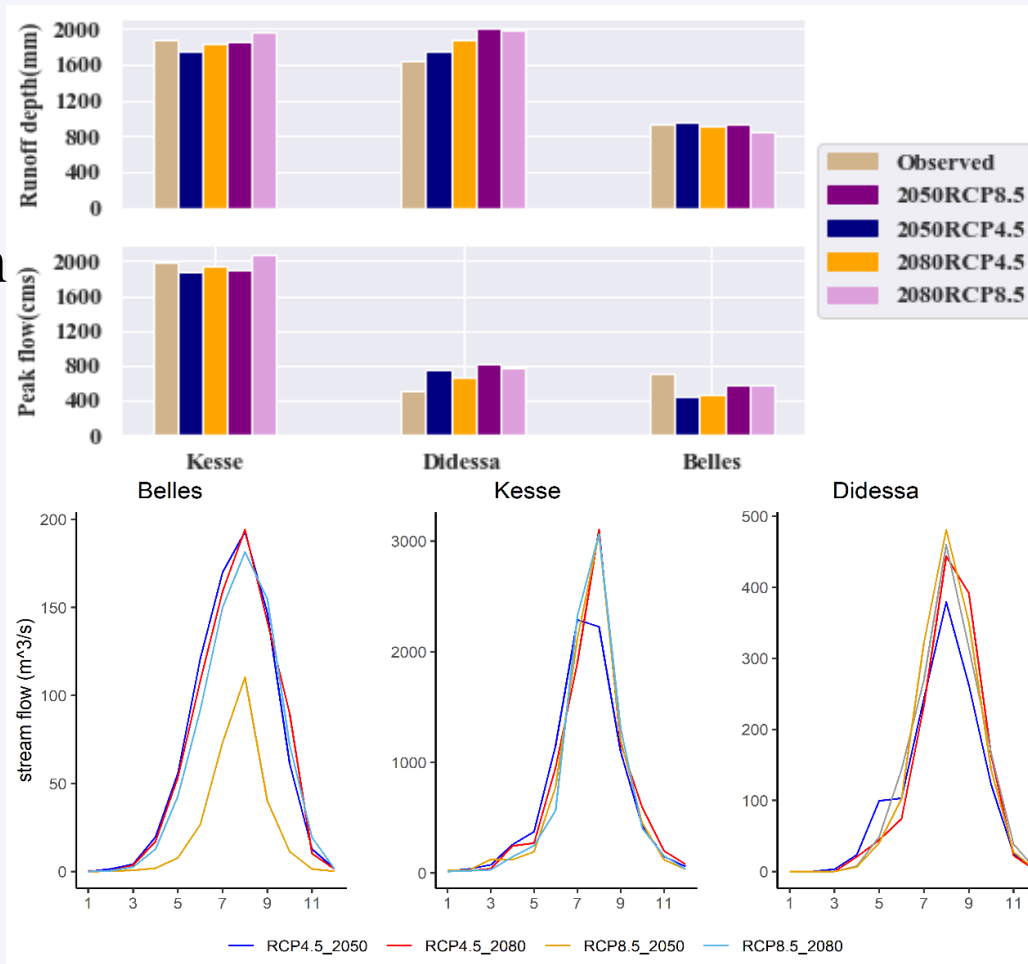 Runoff depth(mm)
2000
1600
1200
800
400
0
Observed
2050RCP8.5
2050RCP4.5
2080RCP4.5
2080RCP8.5
Peak flow(cms)
2000
1600
1200
800
400
0
Kesse Didessa Belles
Belles
stream flow (m^3/s)
200
150
100
50
0
1 3 5 7 9 11
Kesse
3000
2000
1000
0
1 3 5 7 9 11
Didessa
500
400
300
200
100
0
1 3 5 7 9 11
RCP4.5_2050 RCP4.5_2080 RCP8.5_2050 RCP8.5_2080